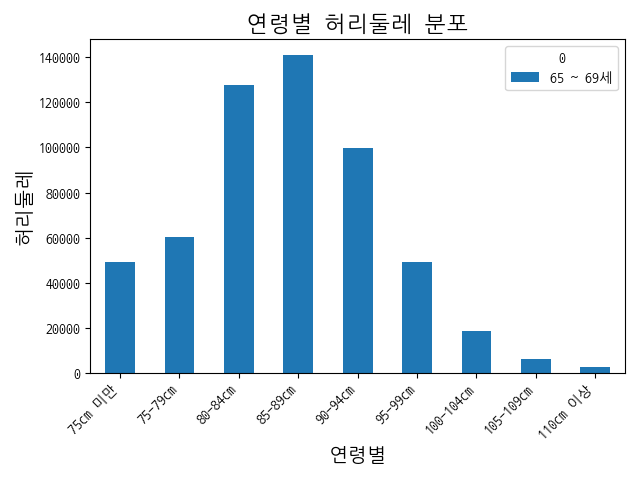 연령별 허리둘레 분포
0
65 ~ 69세
허리둘레
140000
120000
100000
80000
60000
40000
20000
0
75cm 미만
75-79cm
80-84cm
85-89cm
90-94cm
95-99cm
100-104cm
105-109cm
110cm 이상
연령별